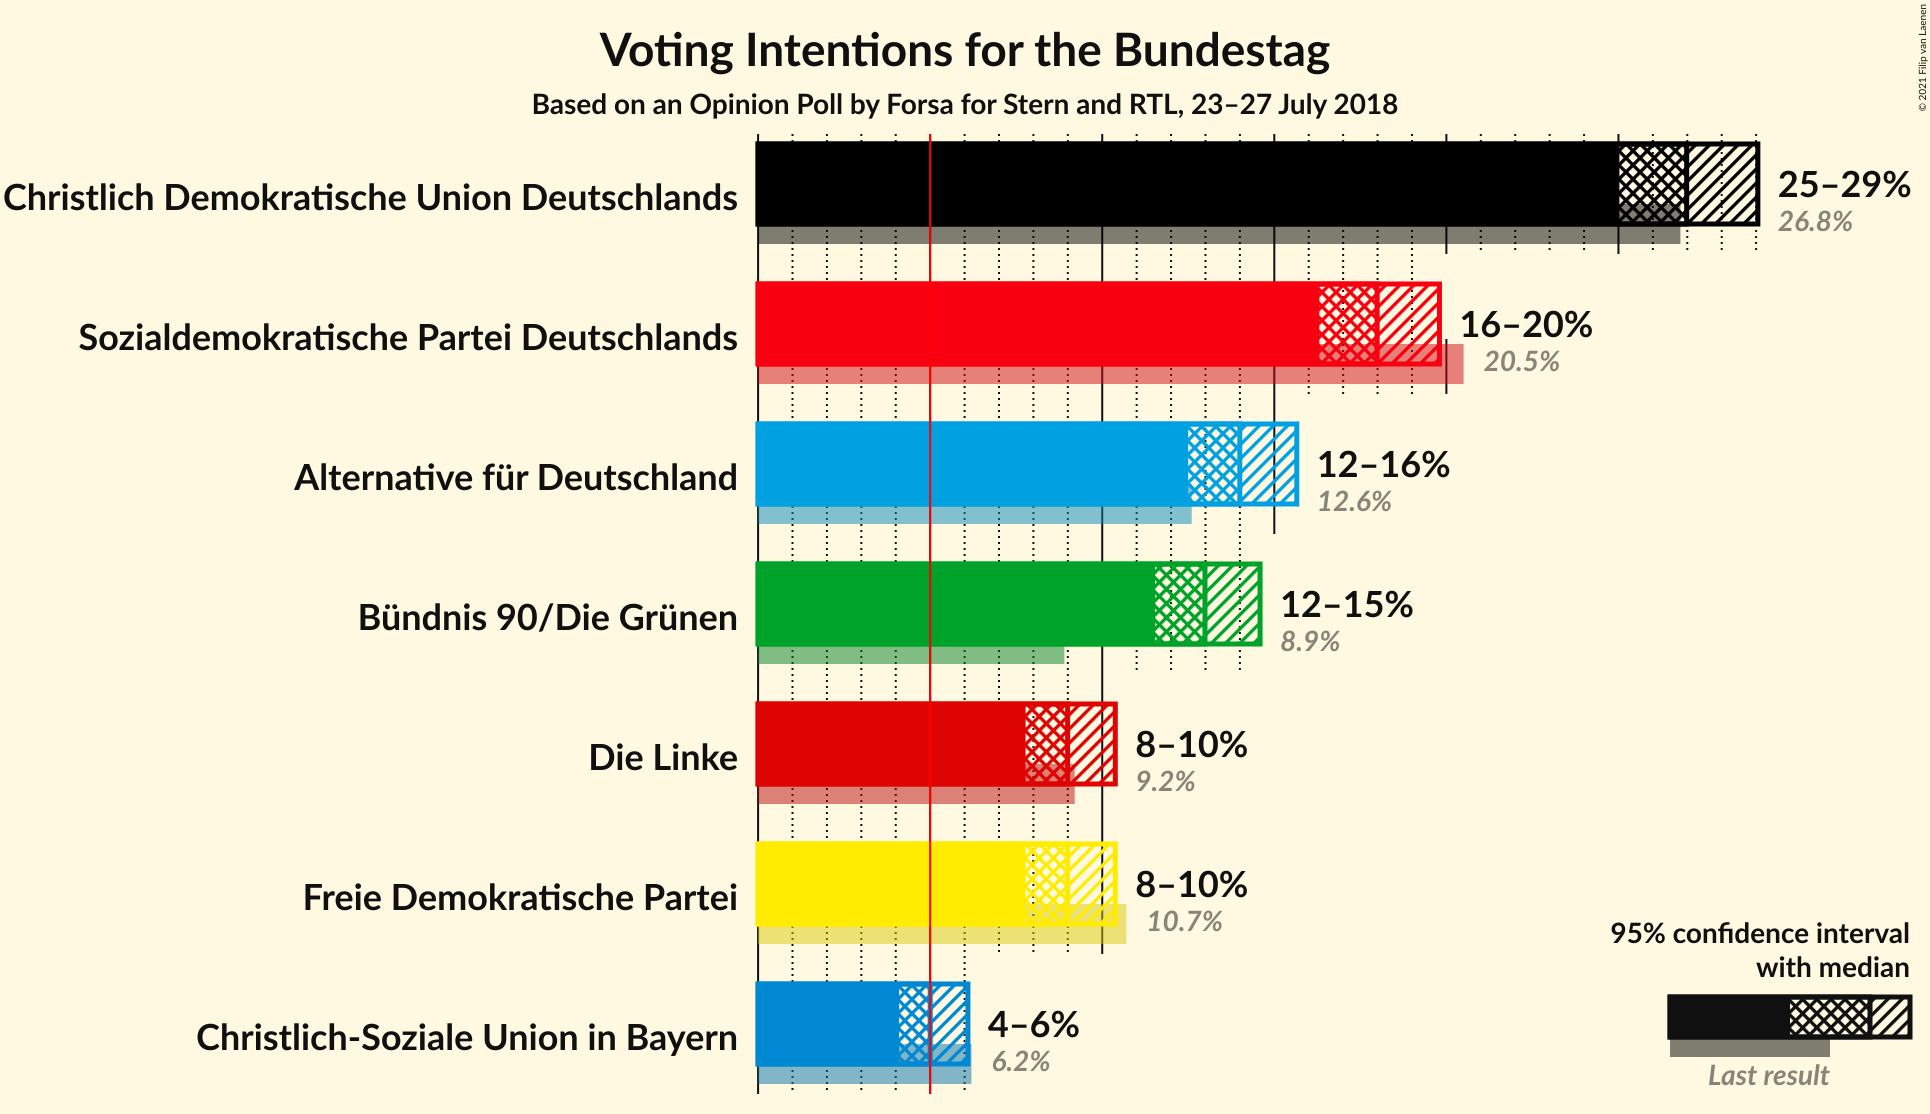 Voting Intentions for the Bundestag
Based on an Opinion Poll by Forsa for Stern and RTL, 23–27 July 2018
© 2021 Filip van Laenen
Christlich Demokratische Union Deutschlands
25–29%
26.8%
Sozialdemokratische Partei Deutschlands
16–20%
20.5%
Alternative für Deutschland
12–16%
12.6%
Bündnis 90/Die Grünen
12–15%
8.9%
Die Linke
8–10%
9.2%
Freie Demokratische Partei
8–10%
10.7%
Christlich-Soziale Union in Bayern
4–6%
6.2%
95% confidence interval
with median
Last result